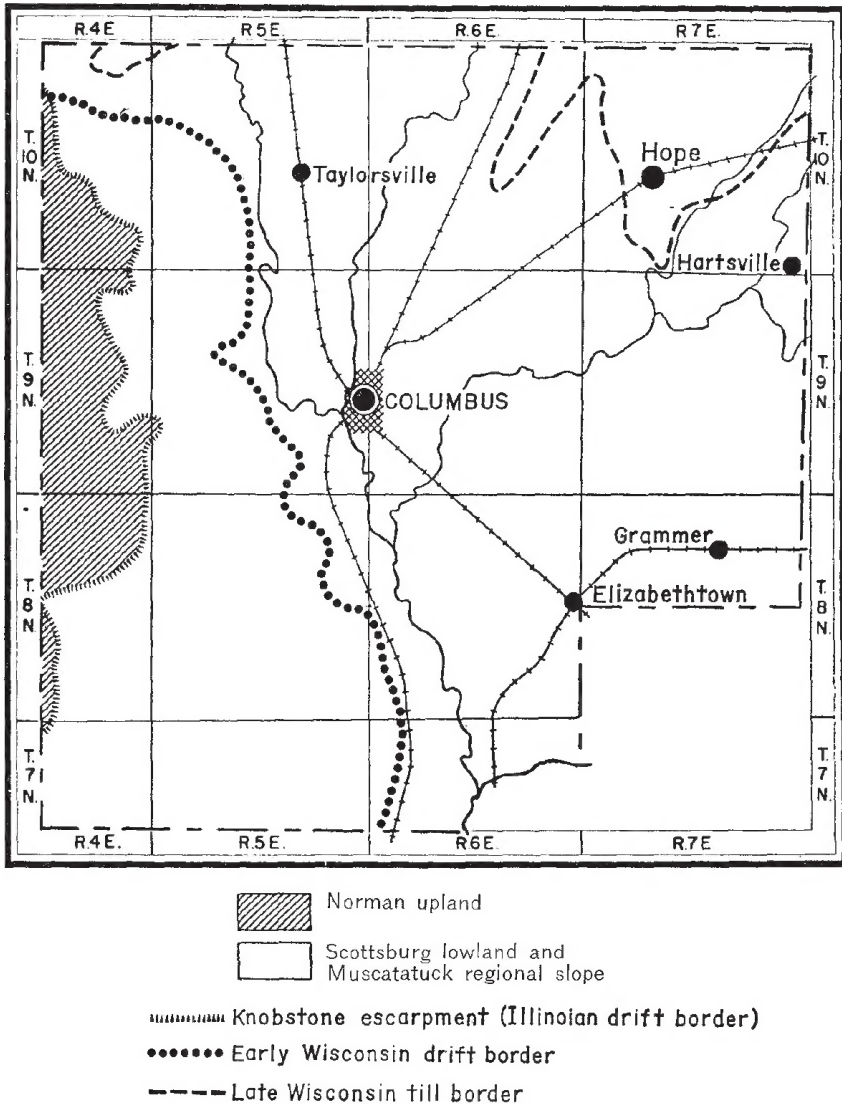 R.4E R.5E R.6E R.7E
T.
10
N.
T.
10
N.
Taylorsville
Hope
Hartsville
T.
9
N.
T.
9
N.
COLUMBUS
Grammer
T.
8
N.
T.
8
N.
Elizabethtown
T.
7
N.
T.
7
N.
R.4E. R.5E. R.6E. R.7E
Norman upland
Scottsburg lowland and
Muscatatuck regional slope
Knobstone escarpment (Illinoian drift border)
Early Wisconsin drift border
Late Wisconsin till border